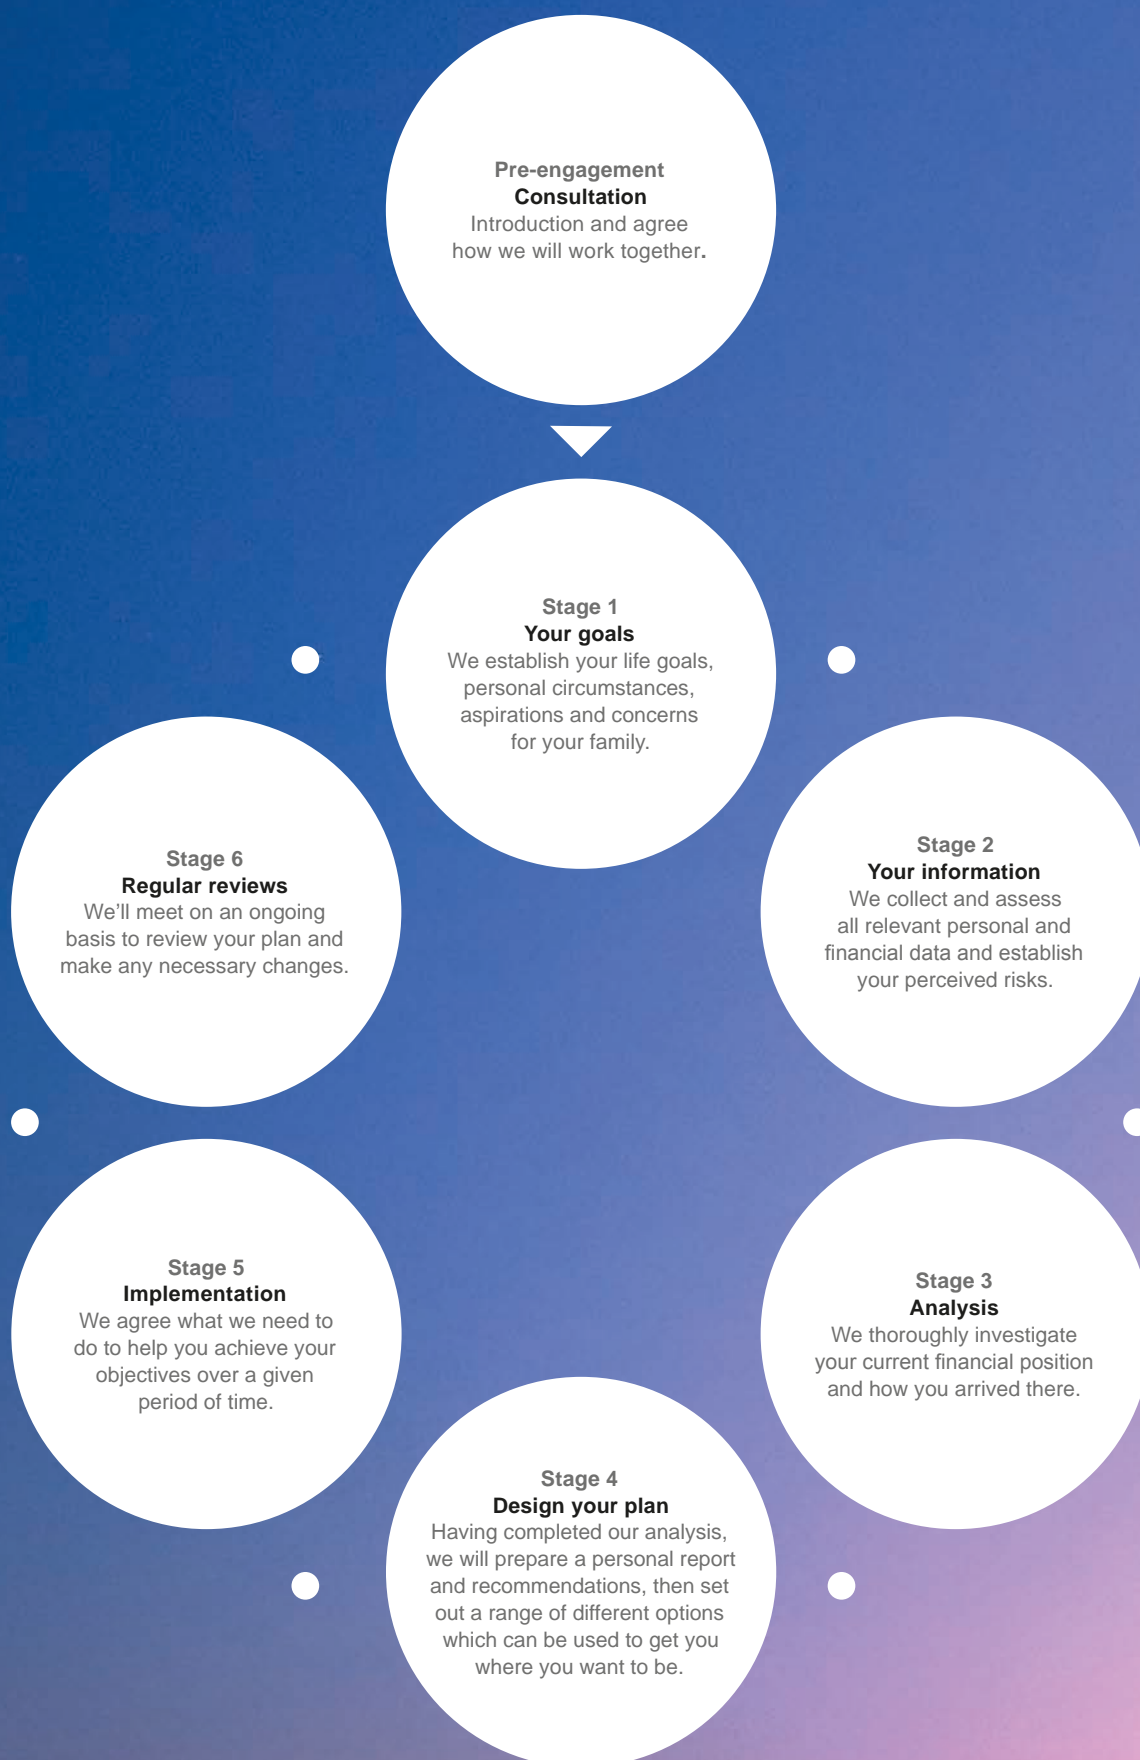 Pre-engagement
Consultation
Introduction and agree
how we will work together.
Stage 1
Your goals
We establish your life goals,
personal circumstances,
aspirations and concerns
for your family.
Stage 2
Your information
We collect and assess
all relevant personal and
financial data and establish
your perceived risks.
Stage 3
Analysis
We thoroughly investigate
your current financial position
and how you arrived there.
Stage 4
Design your plan
Having completed our analysis,
we will prepare a personal report
and recommendations, then set
out a range of different options
which can be used to get you
where you want to be.
Stage 5
Implementation
We agree what we need to
do to help you achieve your
objectives over a given
period of time.
Stage 6
Regular reviews
We'll meet on an ongoing
basis to review your plan and
make any necessary changes.